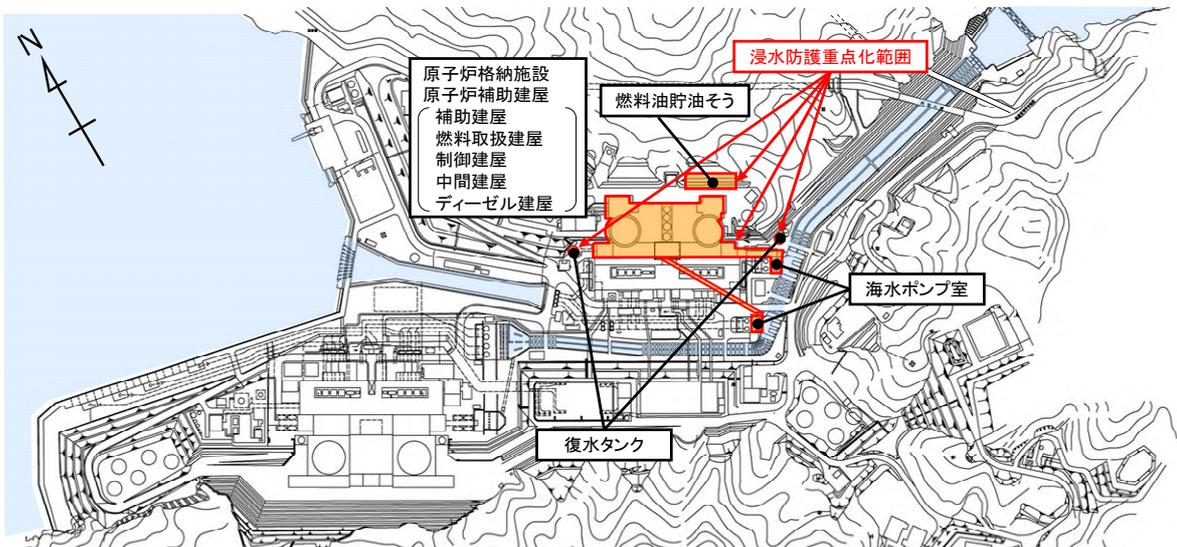 N
浸水防護重点化範囲
原子炉格納施設
原子炉補助建屋
補助建屋
燃料取扱建屋
制御建屋
中間建屋
ディーゼル建屋
燃料油貯油そう
海水ポンプ室
復水タンク